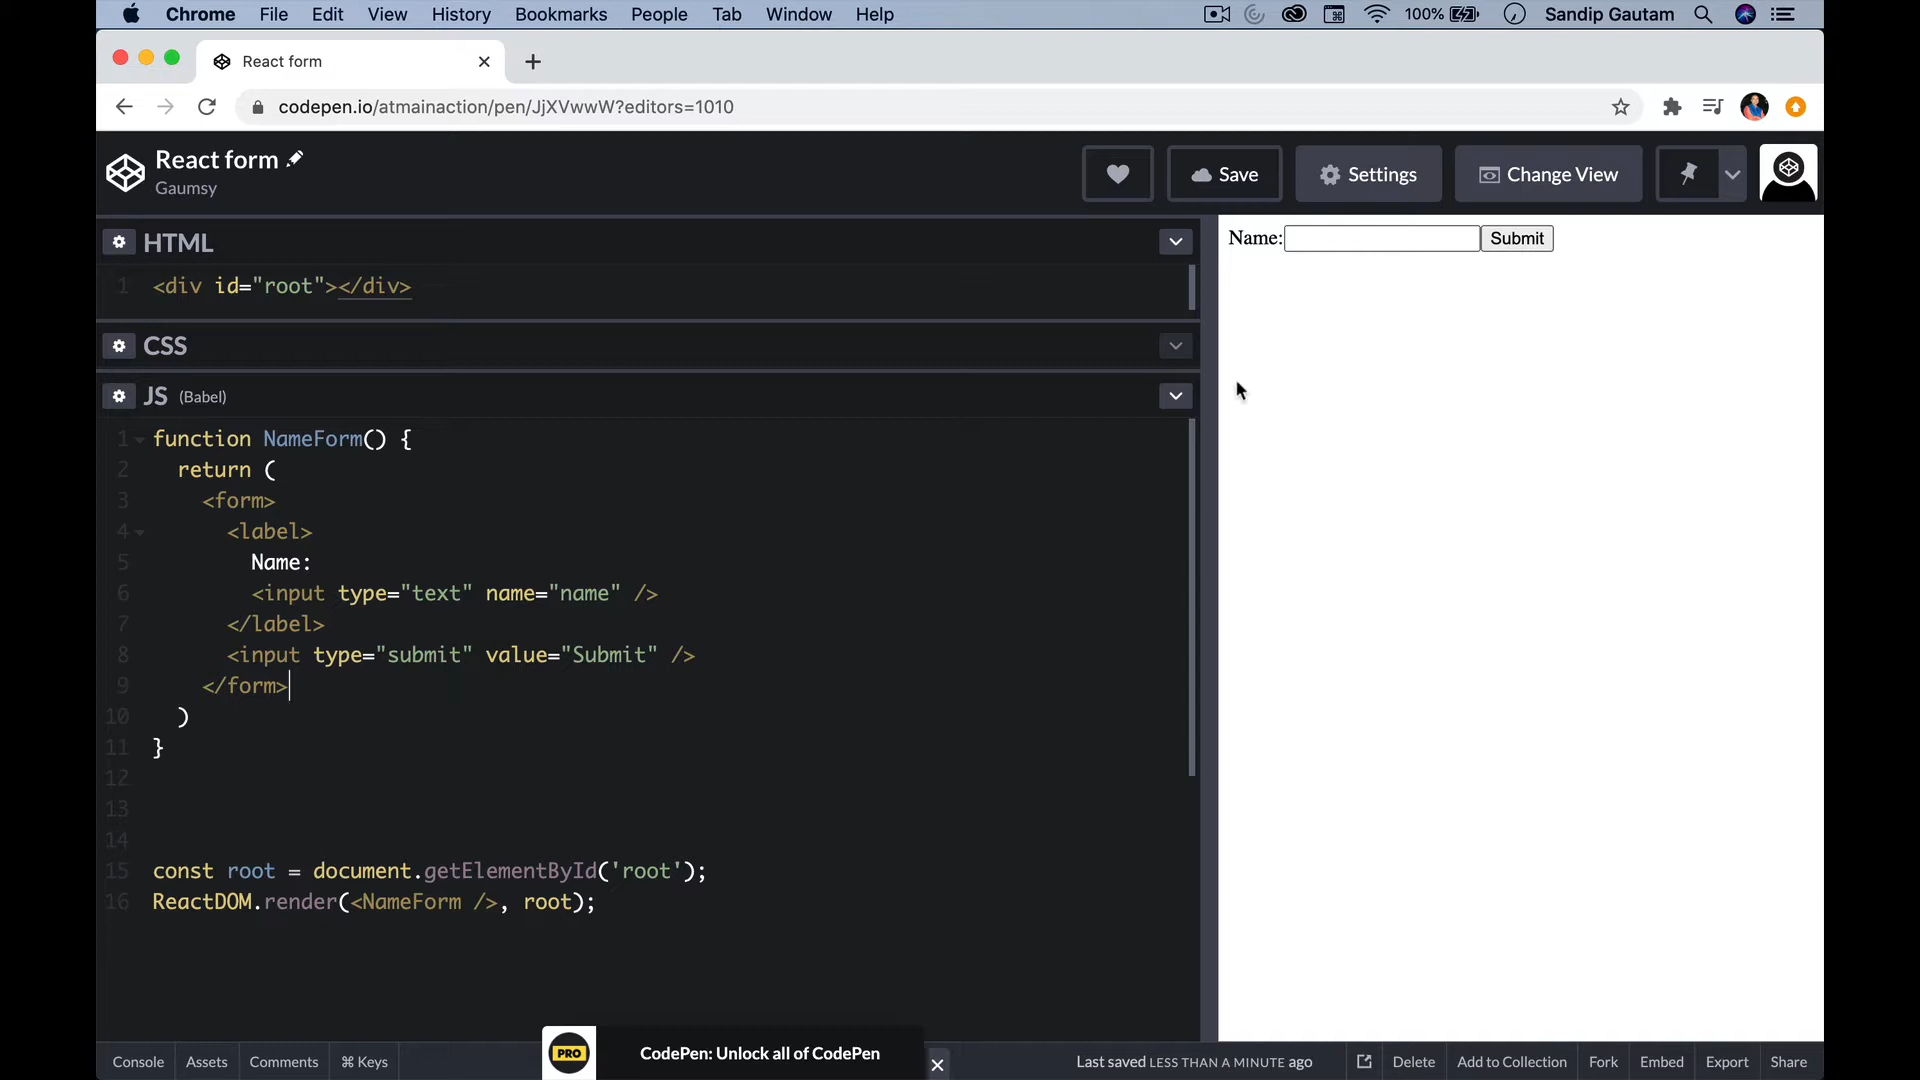 Chrome File Edit View History Bookmarks People Tab Window Help 100% Sandip Gautam
React form
codepen.io/atmainaction/pen/JjXVwwW?editors=1010
React form
Gaumsy
Save Settings Change View
HTML
1 <div id="root"></div>
CSS
JS (Babel)
1 function NameForm() {
2 return (
3 <form>
4 <label>
5 Name:
6 <input type="text" name="name" />
7 </label>
8 <input type="submit" value="Submit" />
9 </form>
10 )
11 }
12
13
14
15 const root = document.getElementById('root');
16 ReactDOM.render(<NameForm />, root);
Name: Submit
Console Assets Comments ⌘ Keys
PRO CodePen: Unlock all of CodePen
Last saved LESS THAN A MINUTE ago Delete Add to Collection Fork Embed Export Share